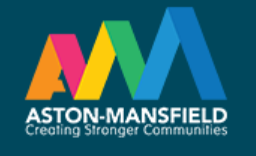 ASTON-MANSFIELD
Creating Stronger Communities